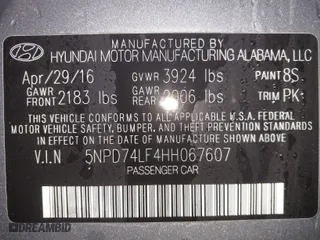 MANUFACTURED BY
HYUNDAI MOTOR MANUFACTURING ALABAMA, LLC
Apr/29/16 GVWR 3924 lbs PAINT 8S
GAWR FRONT 2183 lbs GAWR REAR 2006 lbs TRIM PK
THIS VEHICLE CONFORMS TO ALL APPLICABLE U.S. FEDERAL
MOTOR VEHICLE SAFETY, BUMPER, AND THEFT PREVENTION STANDARDS
IN EFFECT ON THE DATE OF MANUFACTURE SHOWN ABOVE.
V.I.N 5NPD74LF4HH067607
PASSENGER CAR
DREAMBID